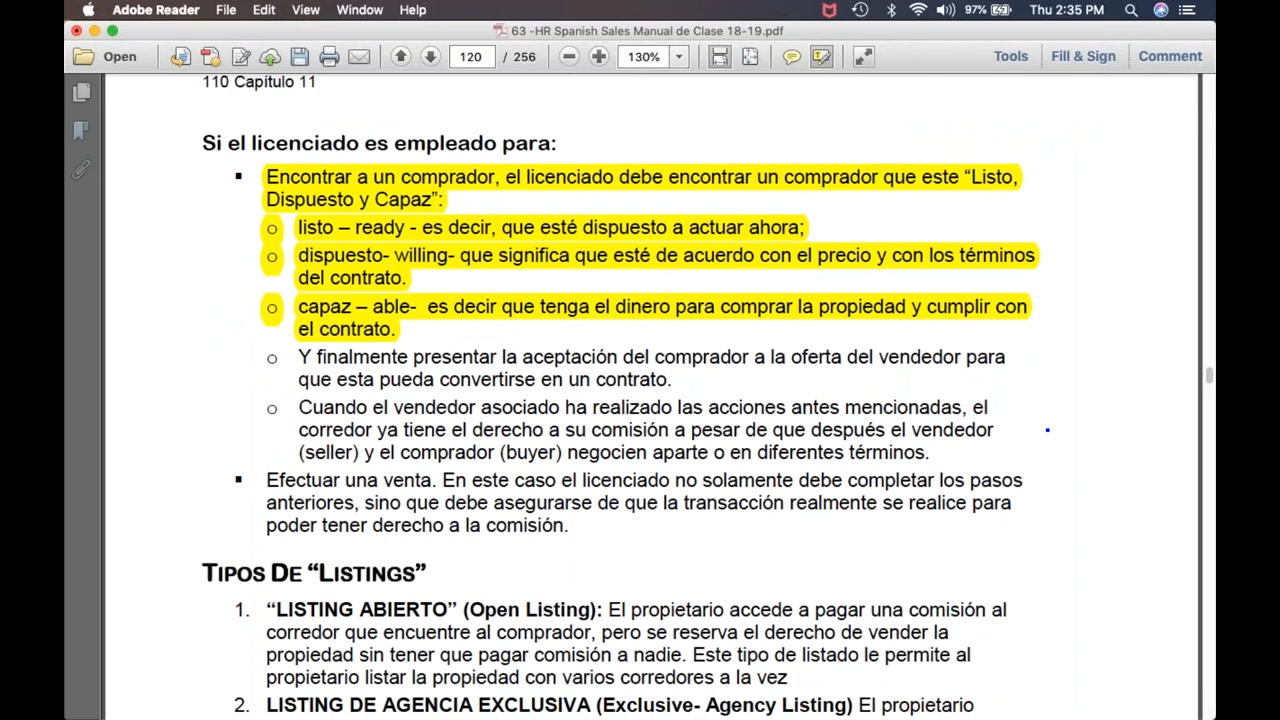 Adobe Reader File Edit View Window Help 97% Thu 2:35 PM
63 -HR Spanish Sales Manual de Clase 18-19.pdf
Open 120 / 256 130% Tools Fill & Sign Comment
110 Capítulo 11
Si el licenciado es empleado para:
▪ Encontrar a un comprador, el licenciado debe encontrar un comprador que este “Listo,
Dispuesto y Capaz”:
o listo – ready - es decir, que esté dispuesto a actuar ahora;
o dispuesto- willing- que significa que esté de acuerdo con el precio y con los términos
del contrato.
o capaz – able- es decir que tenga el dinero para comprar la propiedad y cumplir con
el contrato.
o Y finalmente presentar la aceptación del comprador a la oferta del vendedor para
que esta pueda convertirse en un contrato.
o Cuando el vendedor asociado ha realizado las acciones antes mencionadas, el
corredor ya tiene el derecho a su comisión a pesar de que después el vendedor
(seller) y el comprador (buyer) negocien aparte o en diferentes términos.
▪ Efectuar una venta. En este caso el licenciado no solamente debe completar los pasos
anteriores, sino que debe asegurarse de que la transacción realmente se realice para
poder tener derecho a la comisión.
TIPOS DE “LISTINGS”
1. “LISTING ABIERTO” (Open Listing): El propietario accede a pagar una comisión al
corredor que encuentre al comprador, pero se reserva el derecho de vender la
propiedad sin tener que pagar comisión a nadie. Este tipo de listado le permite al
propietario listar la propiedad con varios corredores a la vez
2. LISTING DE AGENCIA EXCLUSIVA (Exclusive- Agency Listing) El propietario